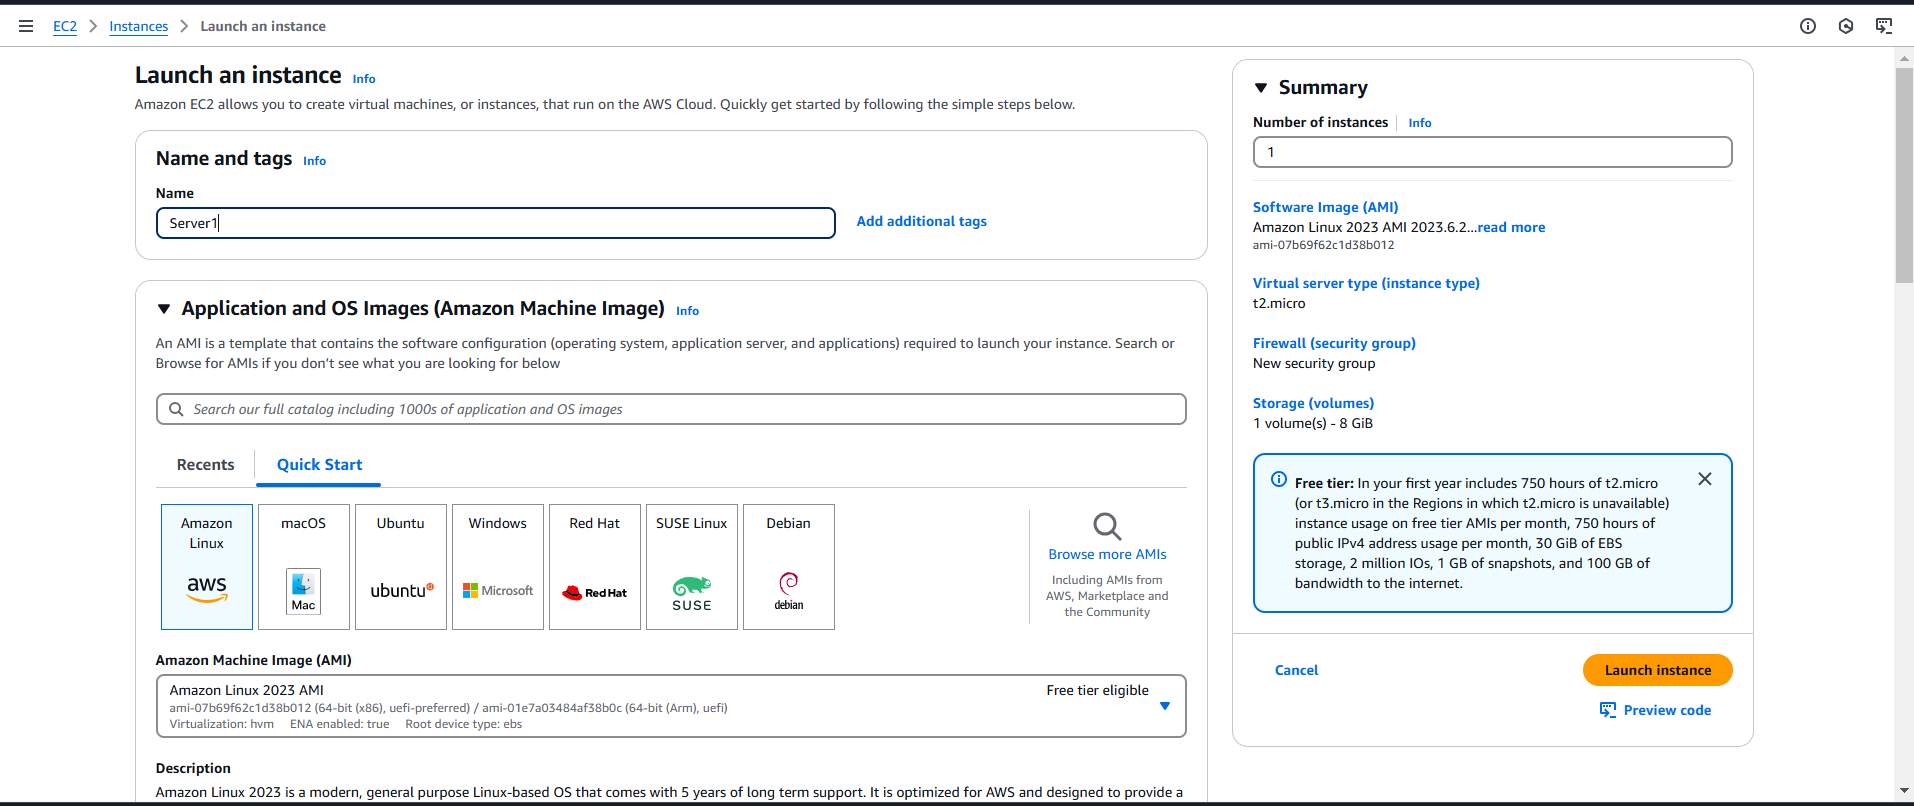 EC2 > Instances > Launch an instance
Launch an instance Info
Amazon EC2 allows you to create virtual machines, or instances, that run on the AWS Cloud. Quickly get started by following the simple steps below.
Name and tags Info
Name
Server1
Add additional tags
Application and OS Images (Amazon Machine Image) Info
An AMI is a template that contains the software configuration (operating system, application server, and applications) required to launch your instance. Search or
Browse for AMIs if you don’t see what you are looking for below
Search our full catalog including 1000s of application and OS images
Recents
Quick Start
Amazon
Linux
aws
macOS
Mac
Ubuntu
ubuntu
Windows
Microsoft
Red Hat
Red Hat
SUSE Linux
SUSE
Debian
debian
Browse more AMIs
Including AMIs from
AWS, Marketplace and
the Community
Amazon Machine Image (AMI)
Amazon Linux 2023 AMI
Free tier eligible
ami-07b69f62c1d38b012 (64-bit (x86), uefi-preferred) / ami-01e7a03484af38b0c (64-bit (Arm), uefi)
Virtualization: hvm ENA enabled: true Root device type: ebs
Description
Amazon Linux 2023 is a modern, general purpose Linux-based OS that comes with 5 years of long term support. It is optimized for AWS and designed to provide a
Summary
Number of instances Info
1
Software Image (AMI)
Amazon Linux 2023 AMI 2023.6.2...read more
ami-07b69f62c1d38b012
Virtual server type (instance type)
t2.micro
Firewall (security group)
New security group
Storage (volumes)
1 volume(s) - 8 GiB
Free tier: In your first year includes 750 hours of t2.micro
(or t3.micro in the Regions in which t2.micro is unavailable)
instance usage on free tier AMIs per month, 750 hours of
public IPv4 address usage per month, 30 GiB of EBS
storage, 2 million IOs, 1 GB of snapshots, and 100 GB of
bandwidth to the internet.
Cancel
Launch instance
Preview code